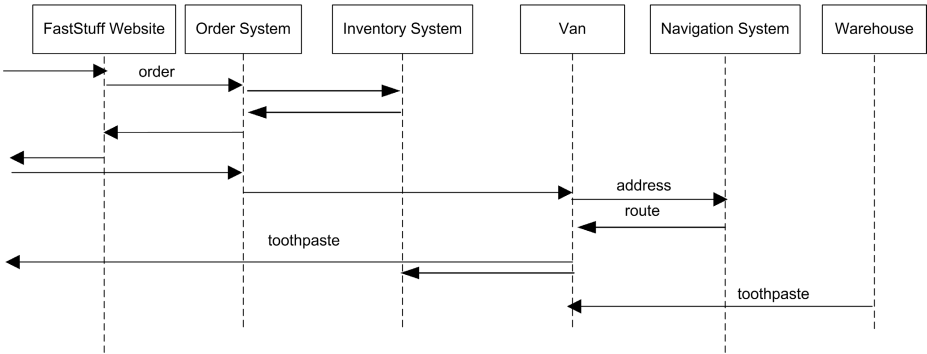 FastStuff Website
Order System
Inventory System
Van
Navigation System
Warehouse
order
address
route
toothpaste
toothpaste